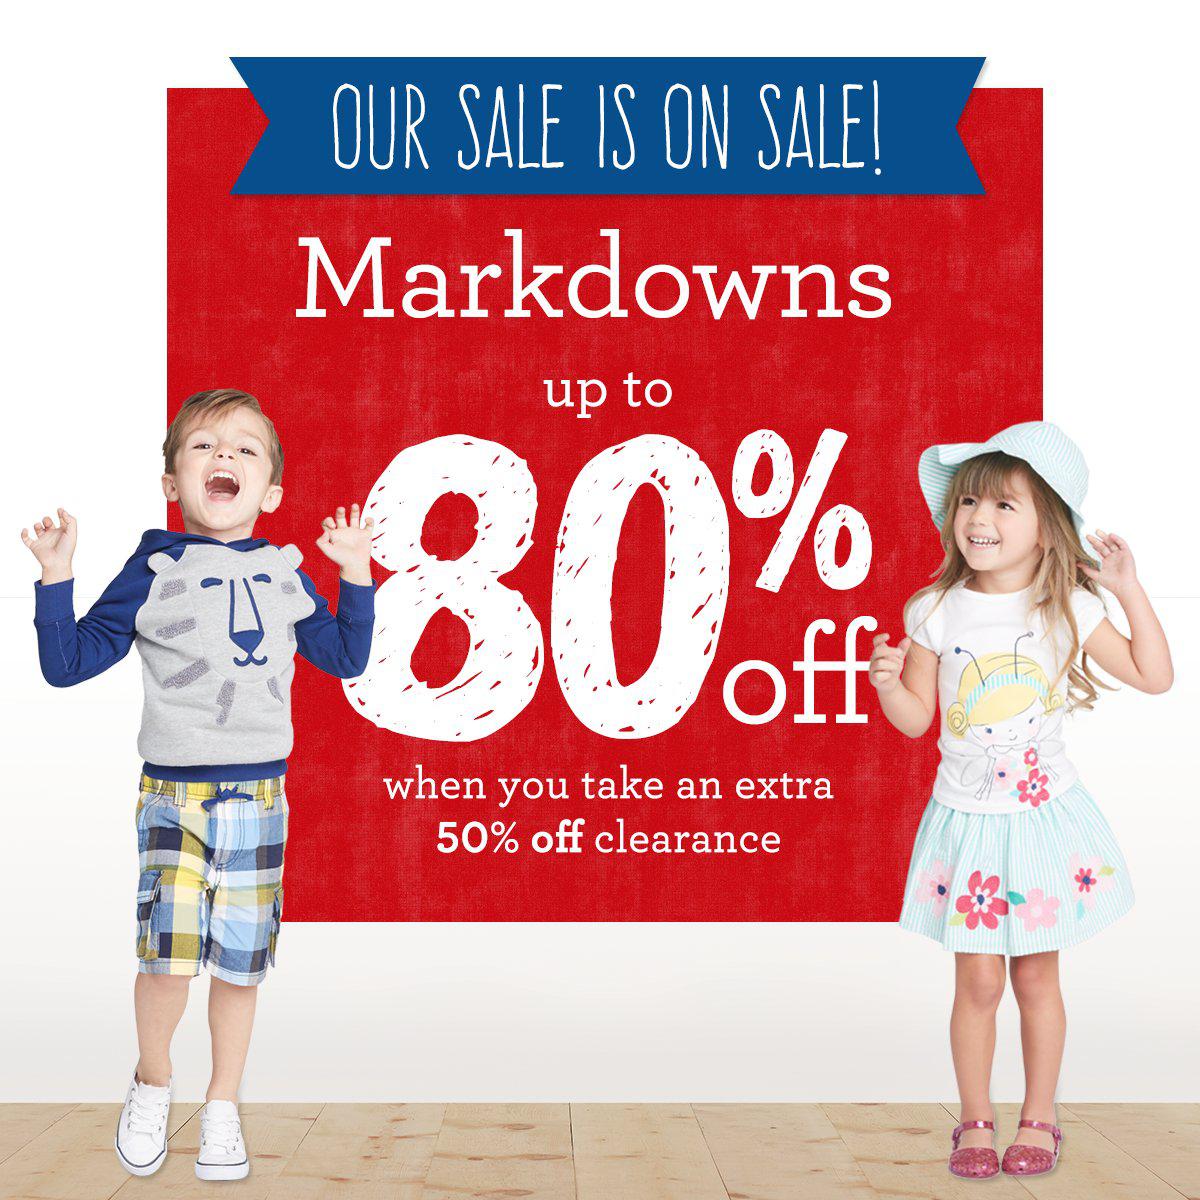 OUR SALE IS ON SALE!
Markdowns
up to
80%
off
when you take an extra
50% off clearance